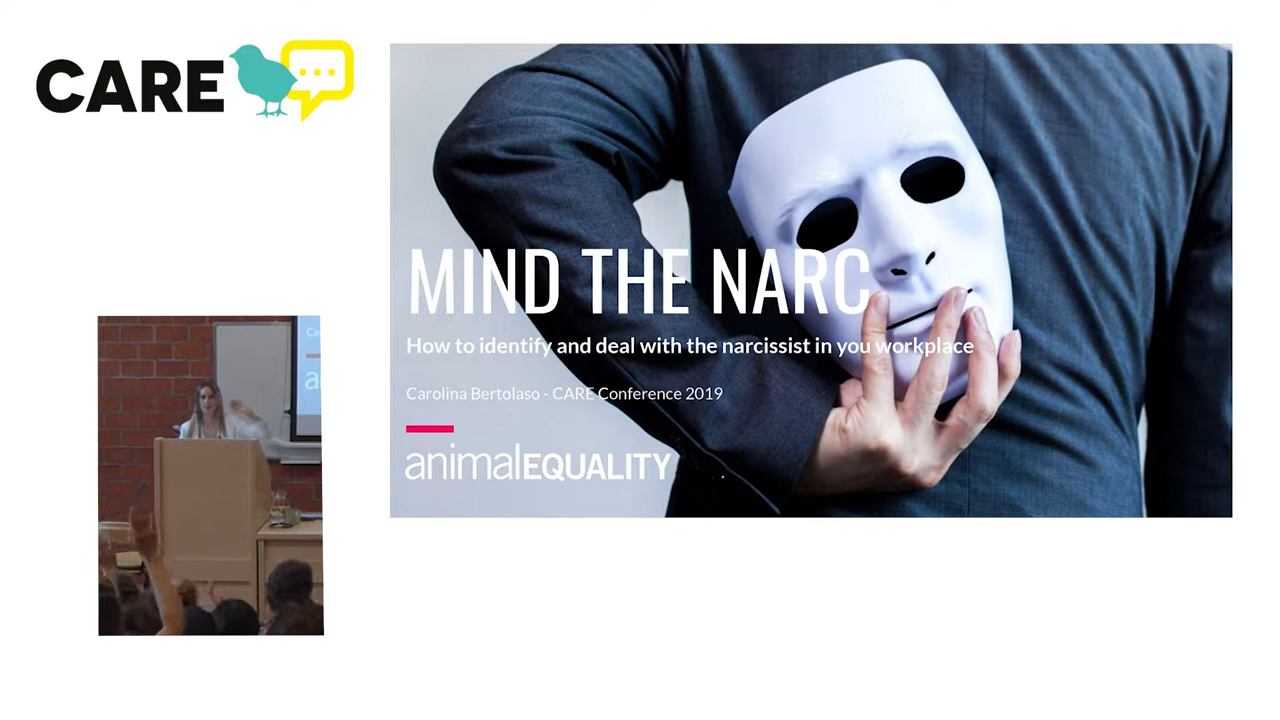 CARE
MIND THE NARC
How to identify and deal with the narcissist in you workplace
Carolina Bertolaso - CARE Conference 2019
animalEQUALITY
Ca
a